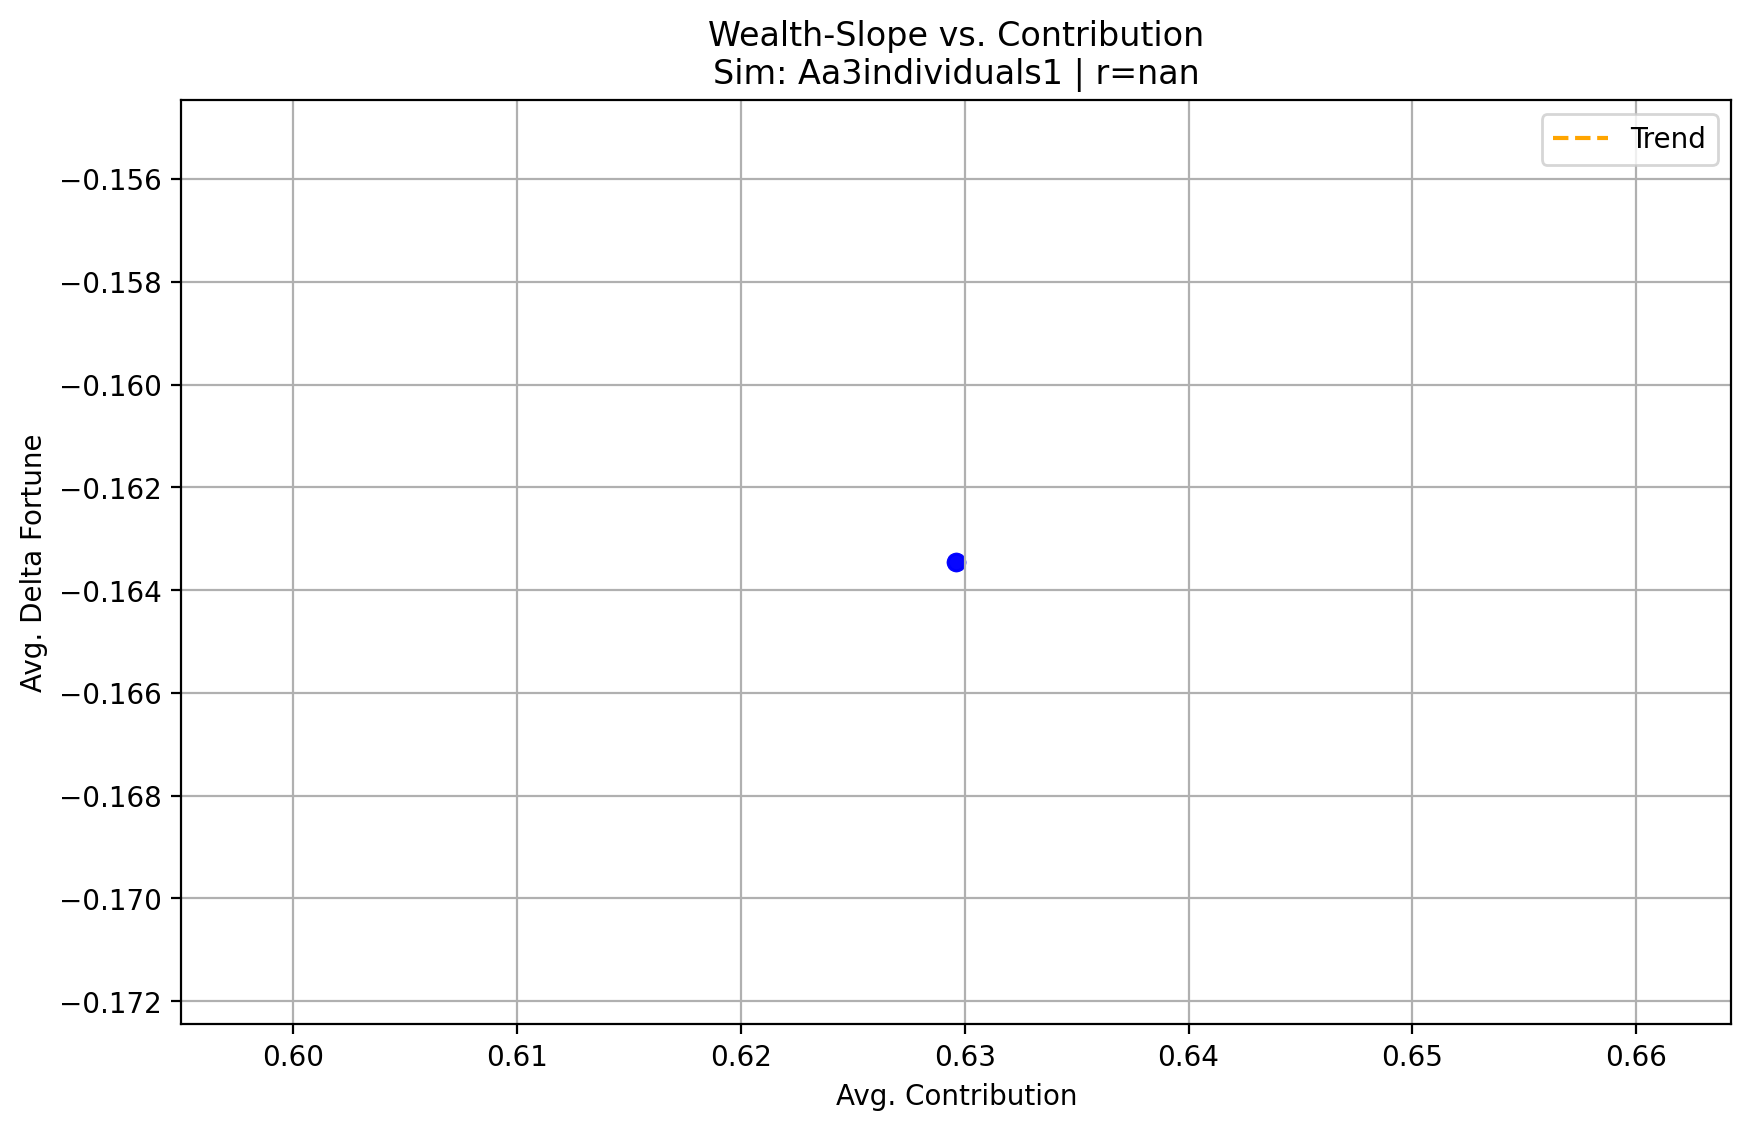 Wealth-Slope vs. Contribution
Sim: Aa3individuals1 | r=nan
Trend
Avg. Delta Fortune
−0.156
−0.158
−0.160
−0.162
−0.164
−0.166
−0.168
−0.170
−0.172
0.60 0.61 0.62 0.63 0.64 0.65 0.66
Avg. Contribution